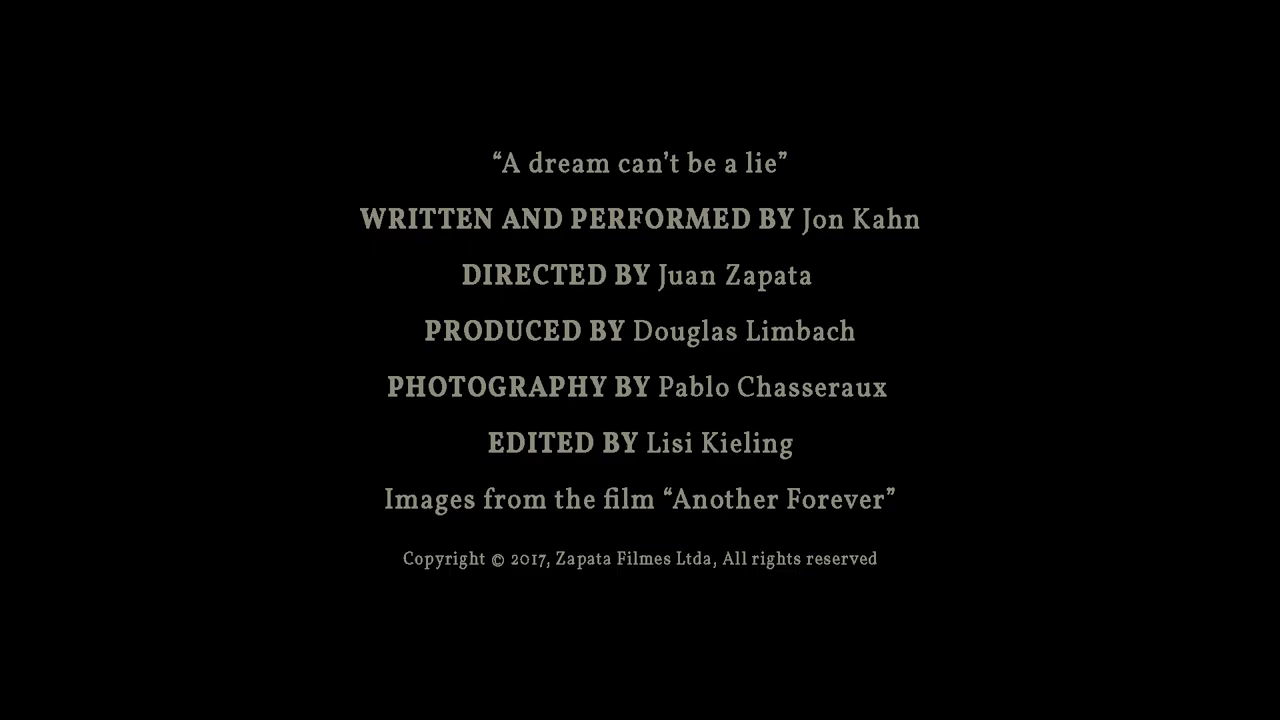 “A dream can’t be a lie”
WRITTEN AND PERFORMED BY Jon Kahn
DIRECTED BY Juan Zapata
PRODUCED BY Douglas Limbach
PHOTOGRAPHY BY Pablo Chasseraux
EDITED BY Lisi Kieling
Images from the film “Another Forever”
Copyright © 2017, Zapata Filmes Ltda, All rights reserved